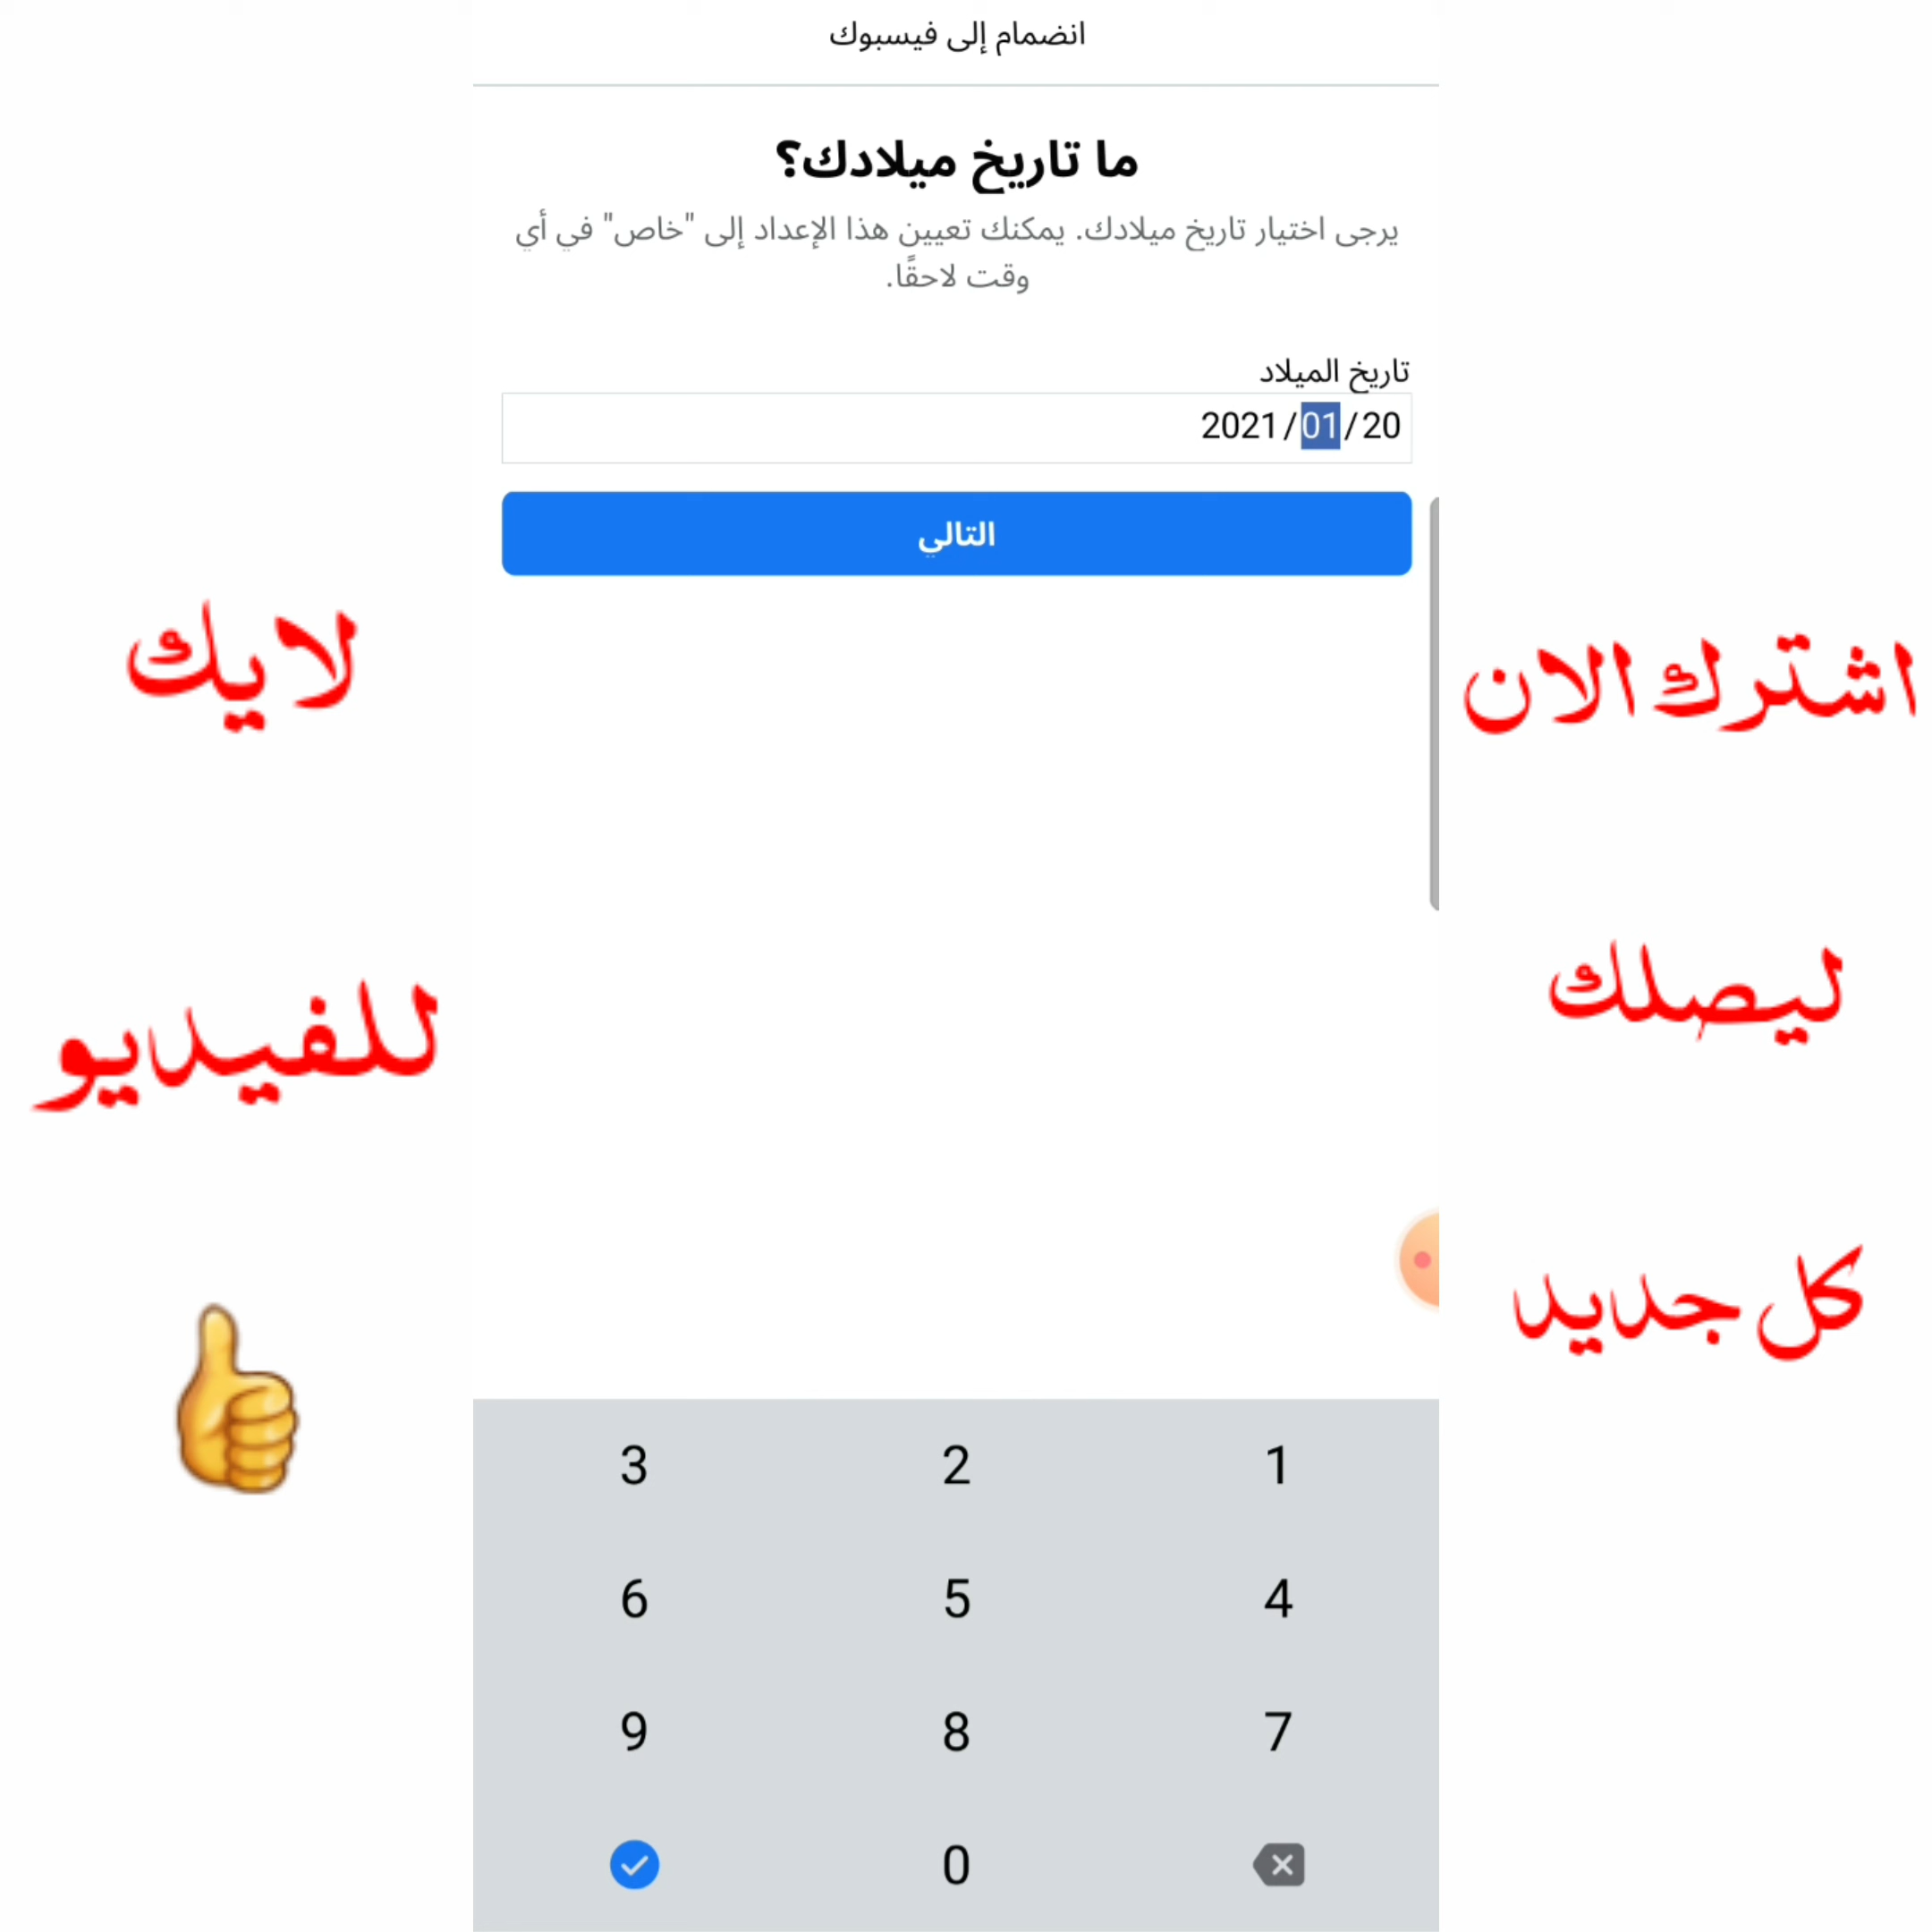 انضمام إلى فيسبوك
ما تاريخ ميلادك؟
يرجى اختيار تاريخ ميلادك. يمكنك تعيين هذا الإعداد إلى "خاص" في أي
وقت لاحقًا.
تاريخ الميلاد
20/01/2021
التالي
اشترك الان
ليصلك
كل جديد
لايك
للفيديو
1 2 3
4 5 6
7 8 9
0